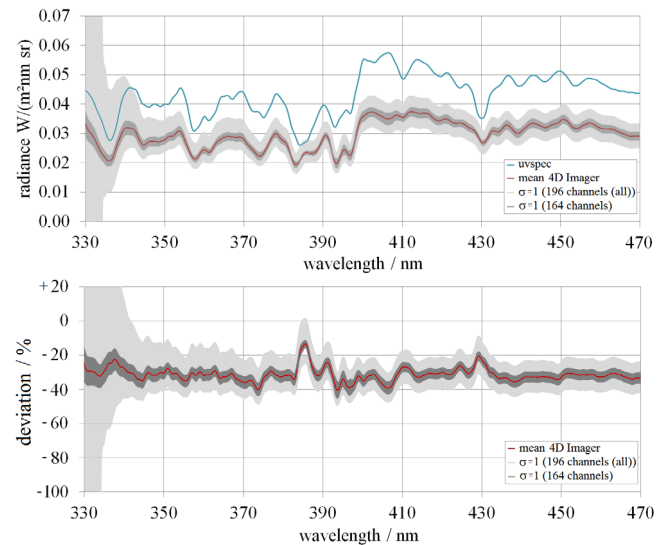 0.07
0.06
0.05
0.04
0.03
0.02
0.01
0.00
radiance W/(m²nm sr)
uvspec
mean 4D Imager
σ=1 (196 channels (all))
σ=1 (164 channels)
330 350 370 390 410 430 450 470
wavelength / nm
+20
0
-20
-40
-60
-80
-100
deviation / %
mean 4D Imager
σ=1 (196 channels (all))
σ=1 (164 channels)
330 350 370 390 410 430 450 470
wavelength / nm